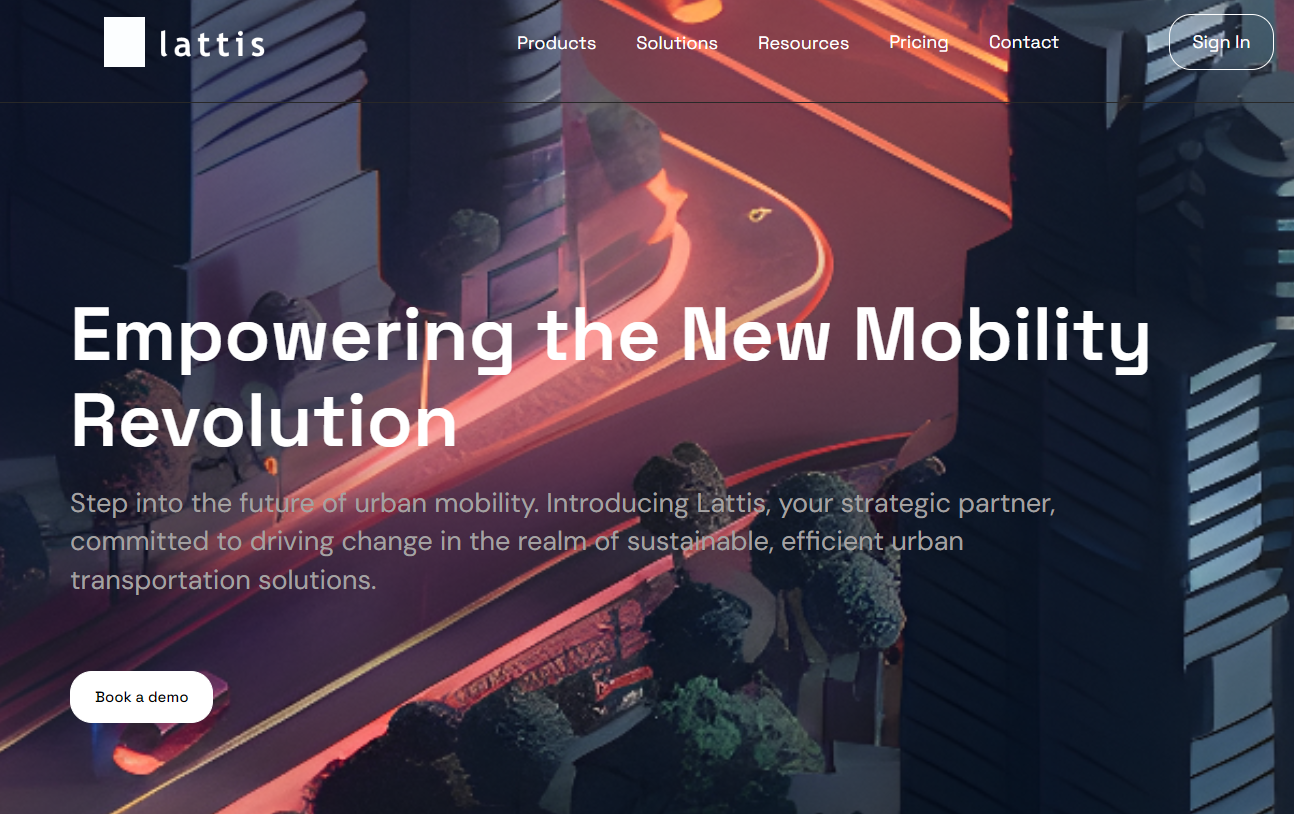 lattis
Products
Solutions
Resources
Pricing
Contact
Sign In
Empowering the New Mobility
Revolution
Step into the future of urban mobility. Introducing Lattis, your strategic partner,
committed to driving change in the realm of sustainable, efficient urban
transportation solutions.
Book a demo